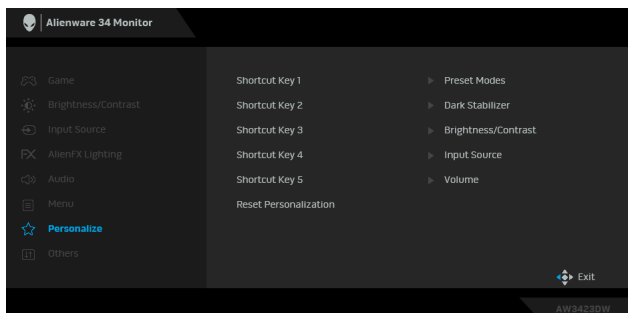 Alienware 34 Monitor
Game
Shortcut Key 1 Preset Modes
Brightness/Contrast
Shortcut Key 2 Dark Stabilizer
Input Source
Shortcut Key 3 Brightness/Contrast
AlienFX Lighting
Shortcut Key 4 Input Source
Audio
Shortcut Key 5 Volume
Menu
Reset Personalization
Personalize
Others
Exit
AW3423DW